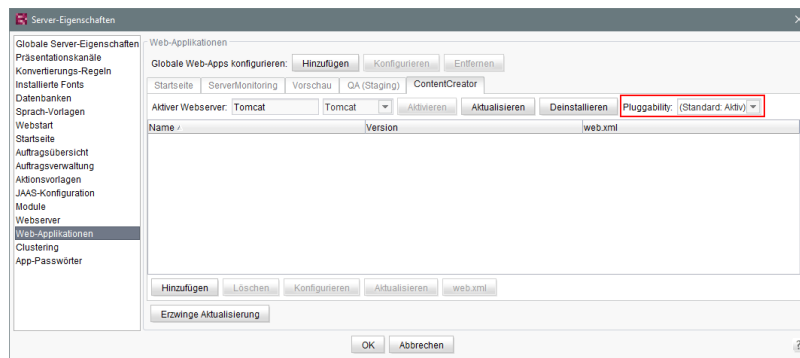 Server-Eigenschaften
Globale Server-Eigenschaften
Präsentationskanäle
Konvertierungs-Regeln
Installierte Fonts
Datenbanken
Sprach-Vorlagen
Webstart
Startseite
Auftragsübersicht
Auftragsverwaltung
Aktionsvorlagen
JAAS-Konfiguration
Module
Webserver
Web-Applikationen
Clustering
App-Passwörter
Web-Applikationen
Globale Web-Apps konfigurieren: Hinzufügen Konfigurieren Entfernen
Startseite ServerMonitoring Vorschau QA (Staging) ContentCreator
Aktiver Webserver: Tomcat Tomcat Aktivieren Aktualisieren Deinstallieren Pluggability: (Standard: Aktiv)
Name Version web.xml
Hinzufügen Löschen Konfigurieren Aktualisieren web.xml
Erzwinge Aktualisierung
OK Abbrechen
?